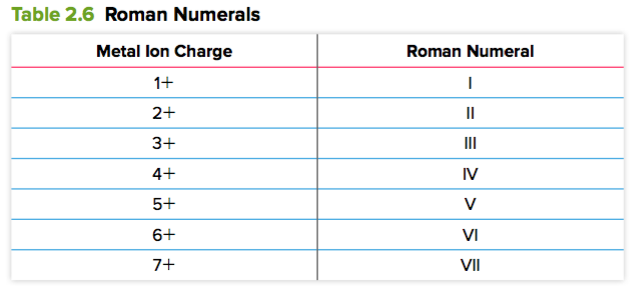 Table 2.6 Roman Numerals
Metal Ion Charge Roman Numeral
1+ I
2+ II
3+ III
4+ IV
5+ V
6+ VI
7+ VII